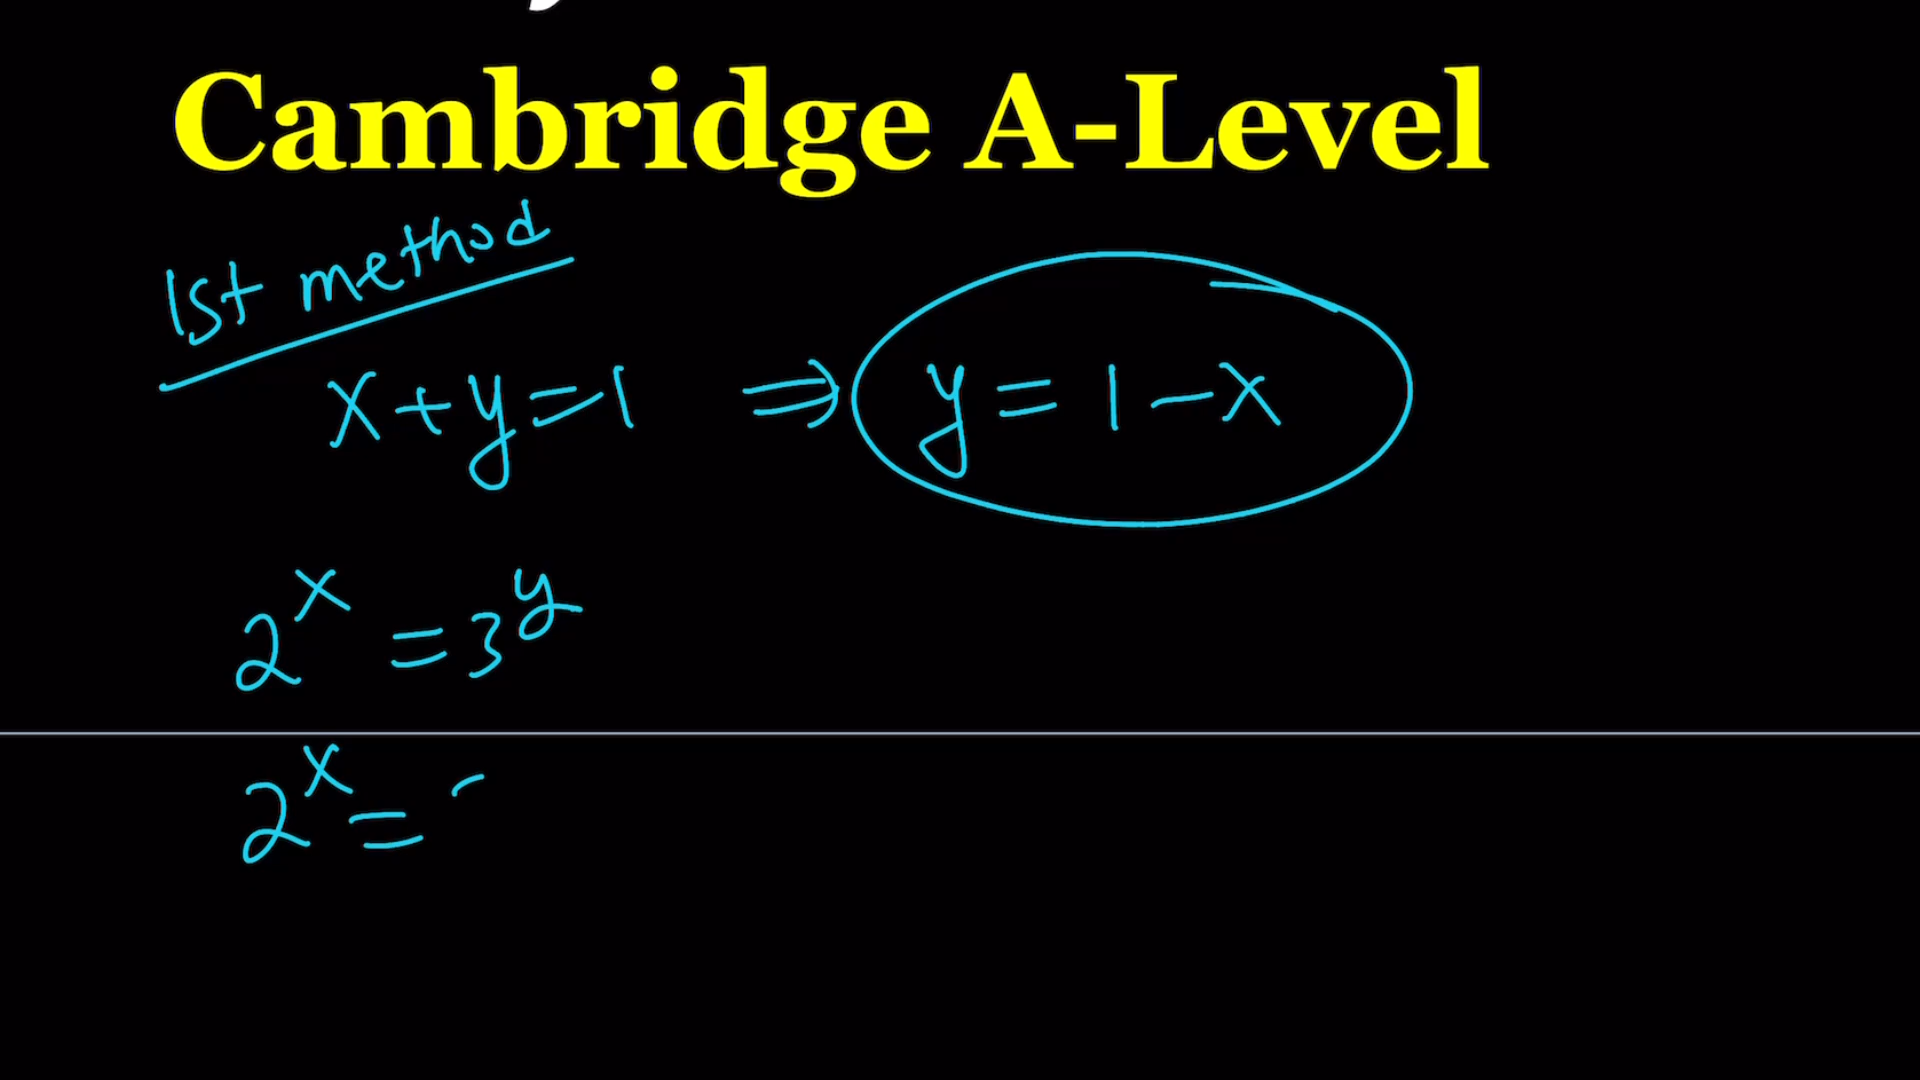 Cambridge A-Level
1st method
x+y=1 ⇒ y=1-x
2^x=3^y
2^x=